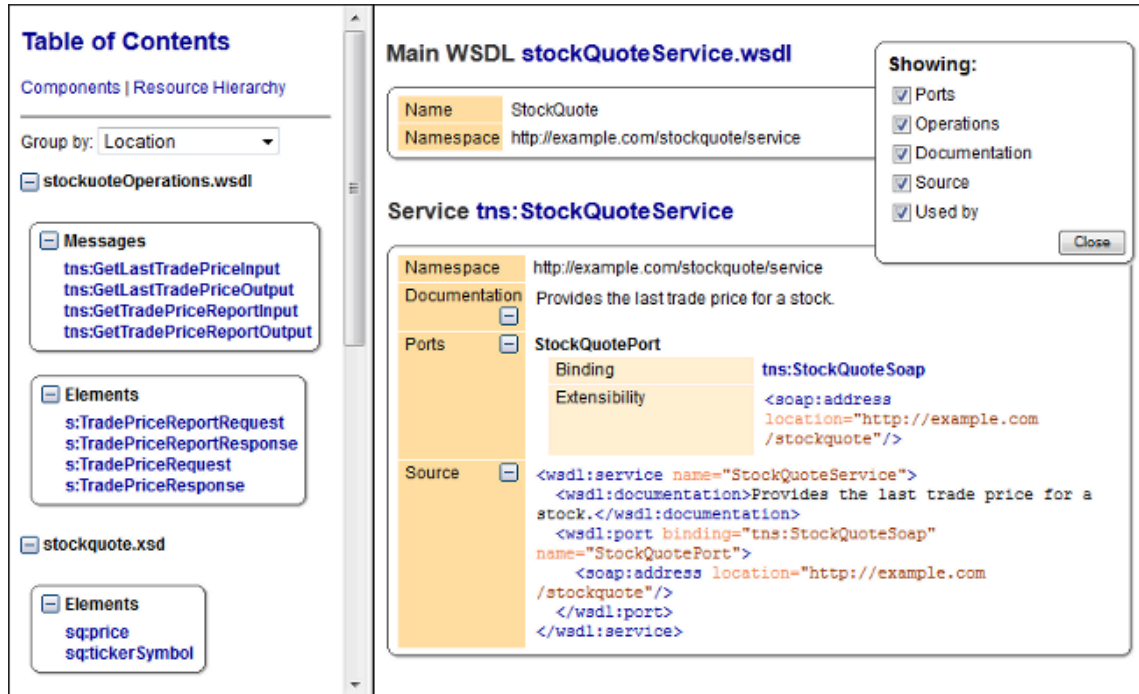 Table of Contents
Components | Resource Hierarchy
Group by: Location
stockuoteOperations.wsdl
Messages
tns:GetLastTradePriceInput
tns:GetLastTradePriceOutput
tns:GetTradePriceReportInput
tns:GetTradePriceReportOutput
Elements
s:TradePriceReportRequest
s:TradePriceReportResponse
s:TradePriceRequest
s:TradePriceResponse
stockquote.xsd
Elements
sq:price
sq:tickerSymbol
Main WSDL stockQuoteService.wsdl
Name StockQuote
Namespace http://example.com/stockquote/service
Showing:
Ports
Operations
Documentation
Source
Used by
Close
Service tns:StockQuoteService
Namespace http://example.com/stockquote/service
Documentation Provides the last trade price for a stock.
Ports StockQuotePort
Binding tns:StockQuoteSoap
Extensibility <soap:address
location="http://example.com
/stockquote"/>
Source <wsdl:service name="StockQuoteService">
<wsdl:documentation>Provides the last trade price for a
stock.</wsdl:documentation>
<wsdl:port binding="tns:StockQuoteSoap"
name="StockQuotePort">
<soap:address location="http://example.com
/stockquote"/>
</wsdl:port>
</wsdl:service>